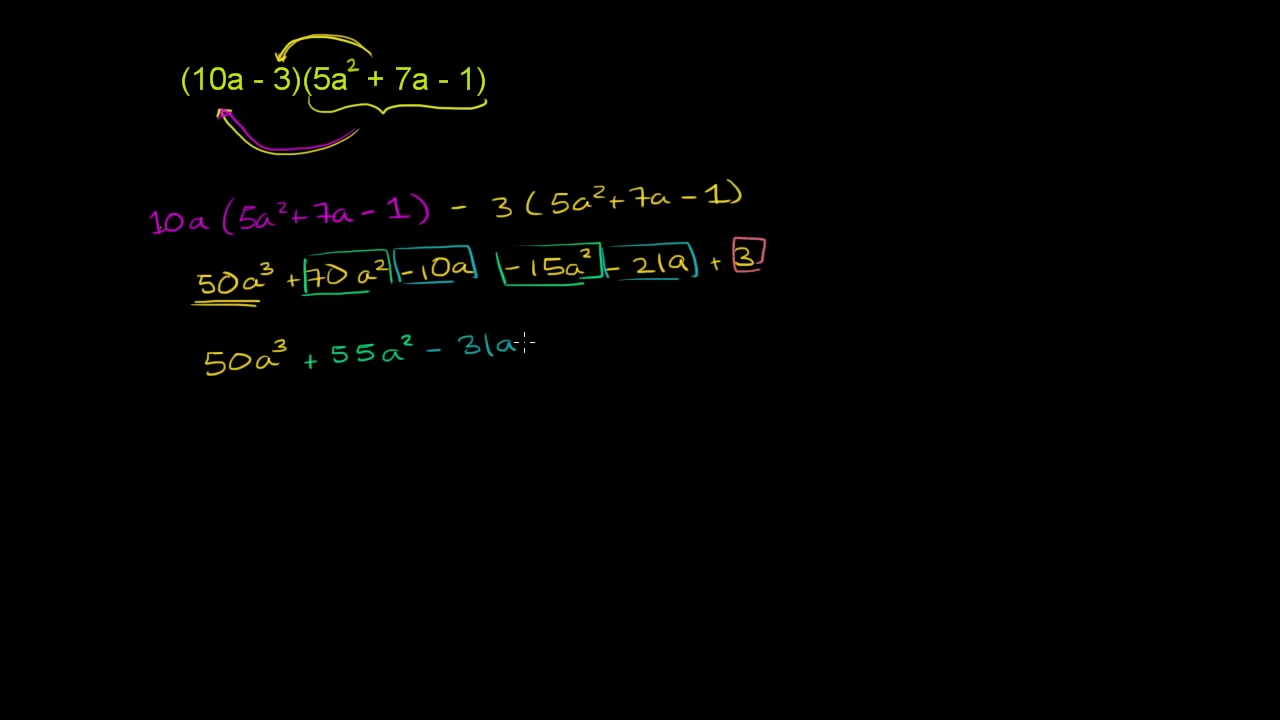 (10a - 3)(5a² + 7a - 1)
10a (5a² + 7a - 1) - 3 (5a² + 7a - 1)
50a³ + 70a² - 10a - 15a² - 21a + 3
50a³ + 55a² - 31a